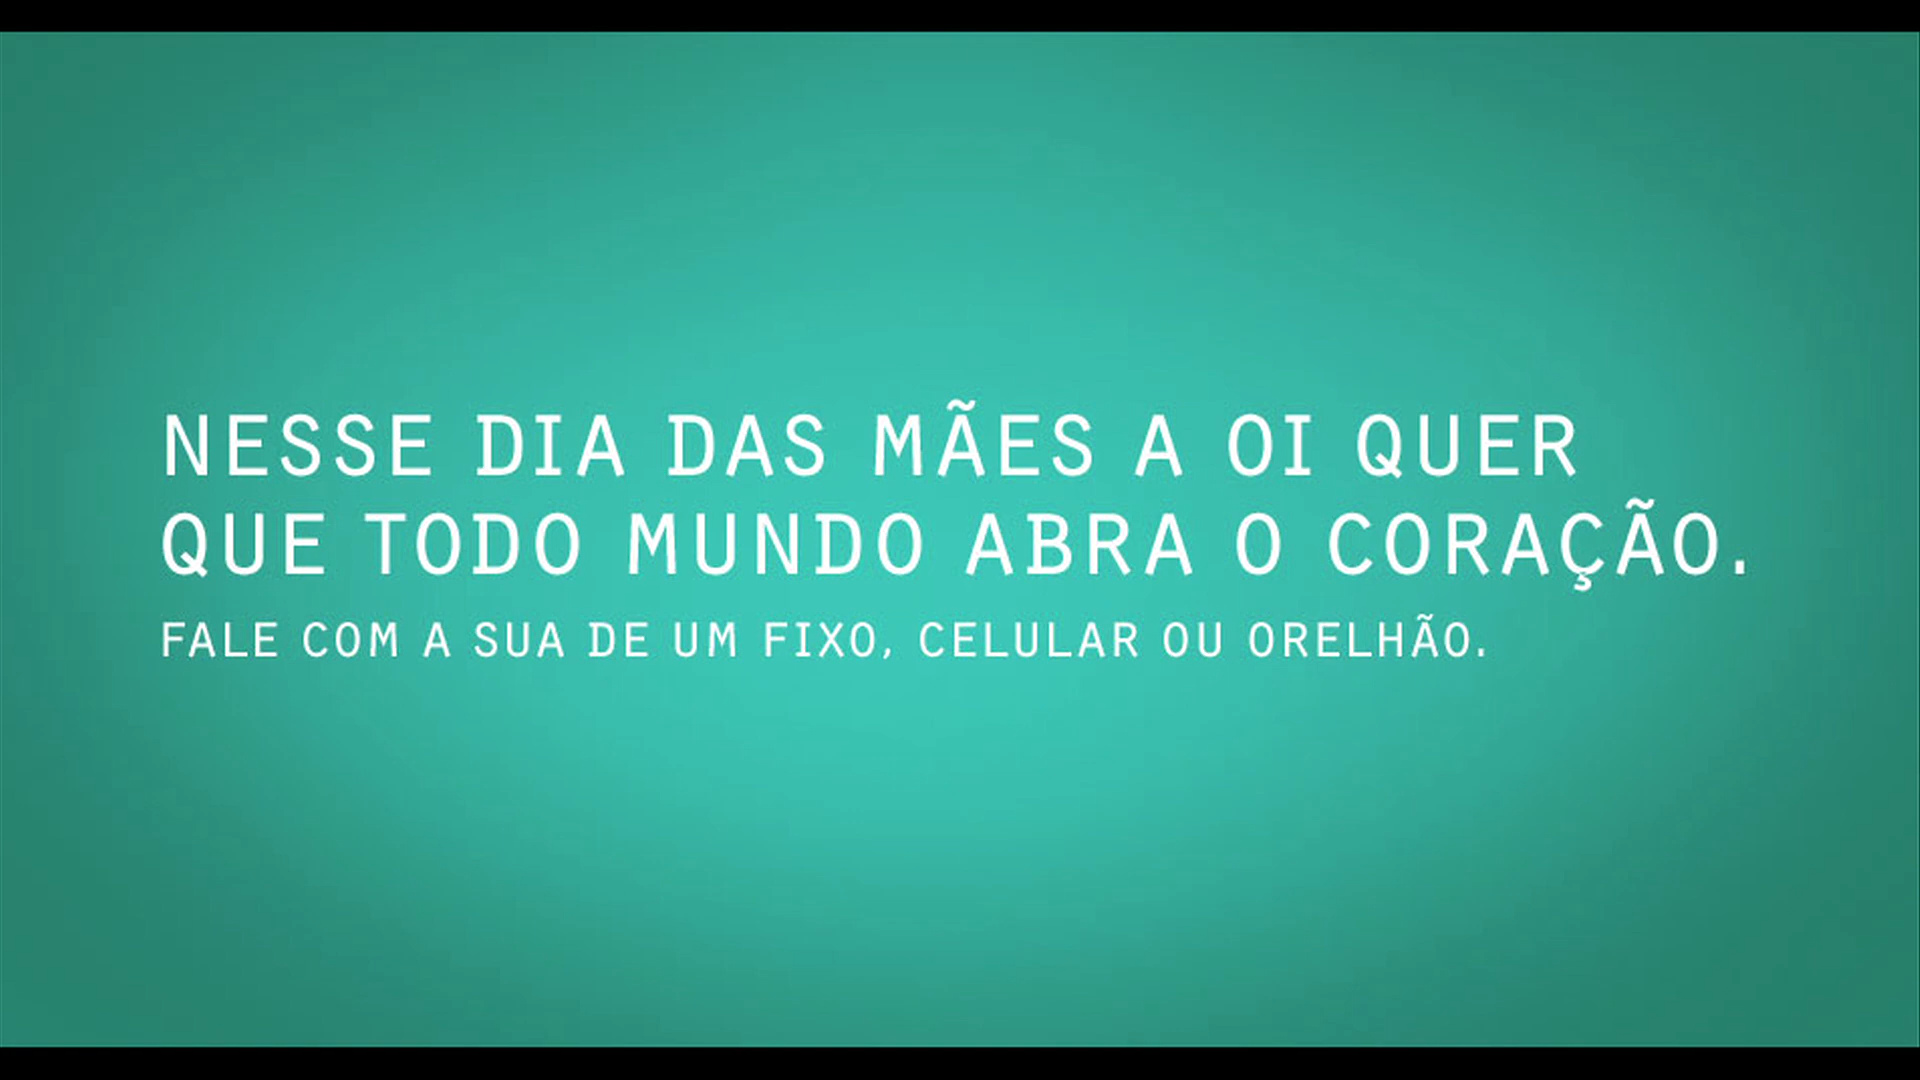 NESSE DIA DAS MÃES A OI QUER
QUE TODO MUNDO ABRA O CORAÇÃO.
FALE COM A SUA DE UM FIXO, CELULAR OU ORELHÃO.